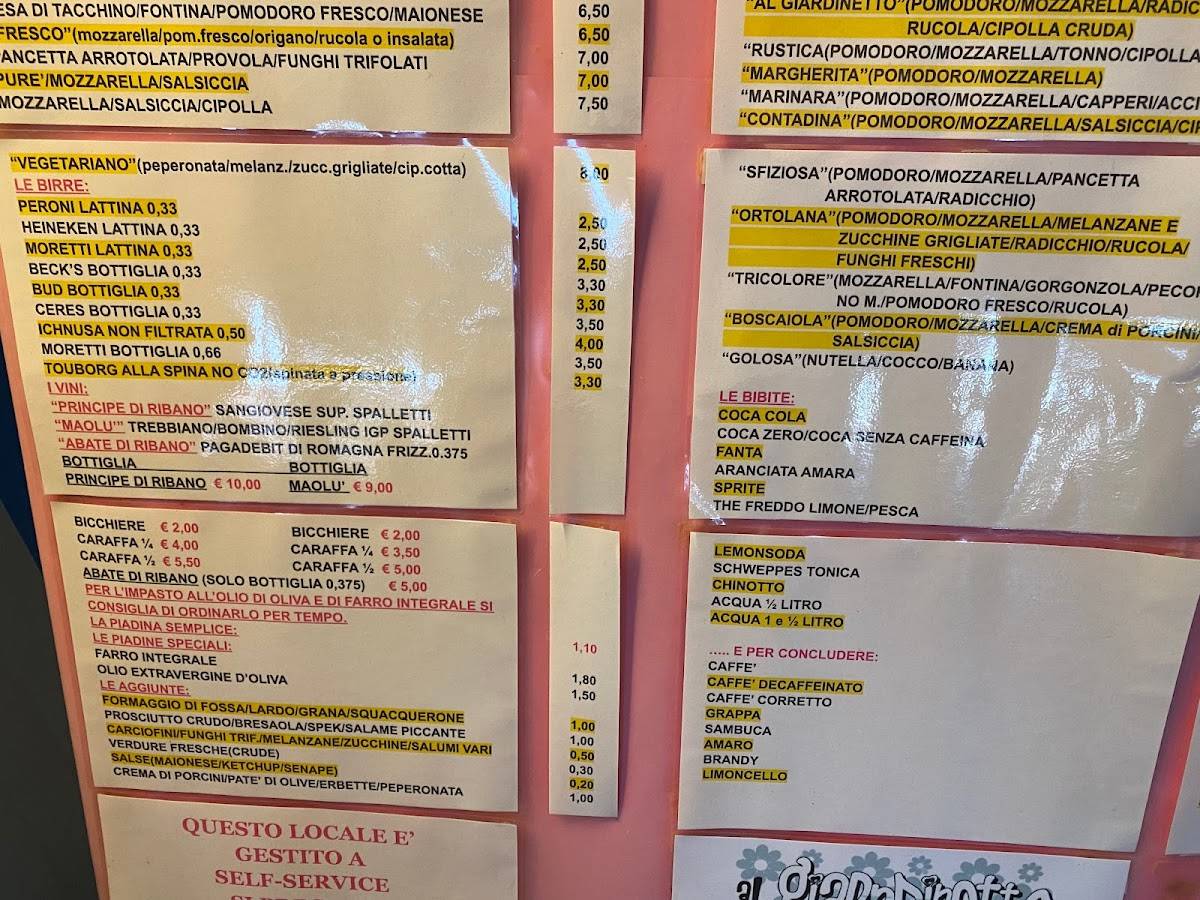 ESA DI TACCHINO/FONTINA/POMODORO FRESCO/MAIONESE
FRESCO"(mozzarella/pom.fresco/origano/rucola o insalata)
PANCETTA ARROTOLATA/PROVOLA/FUNGHI TRIFOLATI
PURE'/MOZZARELLA/SALSICCIA
MOZZARELLA/SALSICCIA/CIPOLLA
6,50
6,50
7,00
7,00
7,50
"VEGETARIANO"(peperonata/melanz./zucc.grigliate/cip.cotta)
LE BIRRE:
PERONI LATTINA 0,33
HEINEKEN LATTINA 0,33
MORETTI LATTINA 0,33
BECK'S BOTTIGLIA 0,33
BUD BOTTIGLIA 0,33
CERES BOTTIGLIA 0,33
ICHNUSA NON FILTRATA 0,50
MORETTI BOTTIGLIA 0,66
TOUBORG ALLA SPINA NO CO2(spinata a pressione)
I VINI:
"PRINCIPE DI RIBANO" SANGIOVESE SUP. SPALLETTI
"MAOLU'" TREBBIANO/BOMBINO/RIESLING IGP SPALLETTI
"ABATE DI RIBANO" PAGADEBIT DI ROMAGNA FRIZZ.0.375
BOTTIGLIA BOTTIGLIA
PRINCIPE DI RIBANO € 10,00 MAOLU' € 9,00
8,00
2,50
2,50
2,50
3,30
3,30
3,50
4,00
3,50
3,30
BICCHIERE € 2,00 BICCHIERE € 2,00
CARAFFA ¼ € 4,00 CARAFFA ¼ € 3,50
CARAFFA ½ € 5,50 CARAFFA ½ € 5,00
ABATE DI RIBANO (SOLO BOTTIGLIA 0,375) € 5,00
PER L'IMPASTO ALL'OLIO DI OLIVA E DI FARRO INTEGRALE SI
CONSIGLIA DI ORDINARLO PER TEMPO.
LA PIADINA SEMPLICE:
LE PIADINE SPECIALI:
FARRO INTEGRALE
OLIO EXTRAVERGINE D'OLIVA
LE AGGIUNTE:
FORMAGGIO DI FOSSA/LARDO/GRANA/SQUACQUERONE
PROSCIUTTO CRUDO/BRESAOLA/SPEK/SALAME PICCANTE
CARCIOFINI/FUNGHI TRIF./MELANZANE/ZUCCHINE/SALUMI VARI
VERDURE FRESCHE(CRUDE)
SALSE(MAIONESE/KETCHUP/SENAPE)
CREMA DI PORCINI/PATE' DI OLIVE/ERBETTE/PEPERONATA
1,10
1,80
1,50
1,00
1,00
0,50
0,30
0,20
1,00
QUESTO LOCALE E'
GESTITO A
SELF-SERVICE
"AL GIARDINETTO"(POMODORO/MOZZARELLA/RADIC
RUCOLA/CIPOLLA CRUDA)
"RUSTICA(POMODORO/MOZZARELLA/TONNO/CIPOLLA
"MARGHERITA"(POMODORO/MOZZARELLA)
"MARINARA"(POMODORO/MOZZARELLA/CAPPERI/ACCI
"CONTADINA"(POMODORO/MOZZARELLA/SALSICCIA/CIP
"SFIZIOSA"(POMODORO/MOZZARELLA/PANCETTA
ARROTOLATA/RADICCHIO)
"ORTOLANA"(POMODORO/MOZZARELLA/MELANZANE E
ZUCCHINE GRIGLIATE/RADICCHIO/RUCOLA/
FUNGHI FRESCHI)
"TRICOLORE"(MOZZARELLA/FONTINA/GORGONZOLA/PECOR
NO M./POMODORO FRESCO/RUCOLA)
"BOSCAIOLA"(POMODORO/MOZZARELLA/CREMA di PORCINI/
SALSICCIA)
"GOLOSA"(NUTELLA/COCCO/BANANA)
LE BIBITE:
COCA COLA
COCA ZERO/COCA SENZA CAFFEINA
FANTA
ARANCIATA AMARA
SPRITE
THE FREDDO LIMONE/PESCA
LEMONSODA
SCHWEPPES TONICA
CHINOTTO
ACQUA ½ LITRO
ACQUA 1 e ½ LITRO
..... E PER CONCLUDERE:
CAFFE'
CAFFE' DECAFFEINATO
CAFFE' CORRETTO
GRAPPA
SAMBUCA
AMARO
BRANDY
LIMONCELLO
al Giardinetto